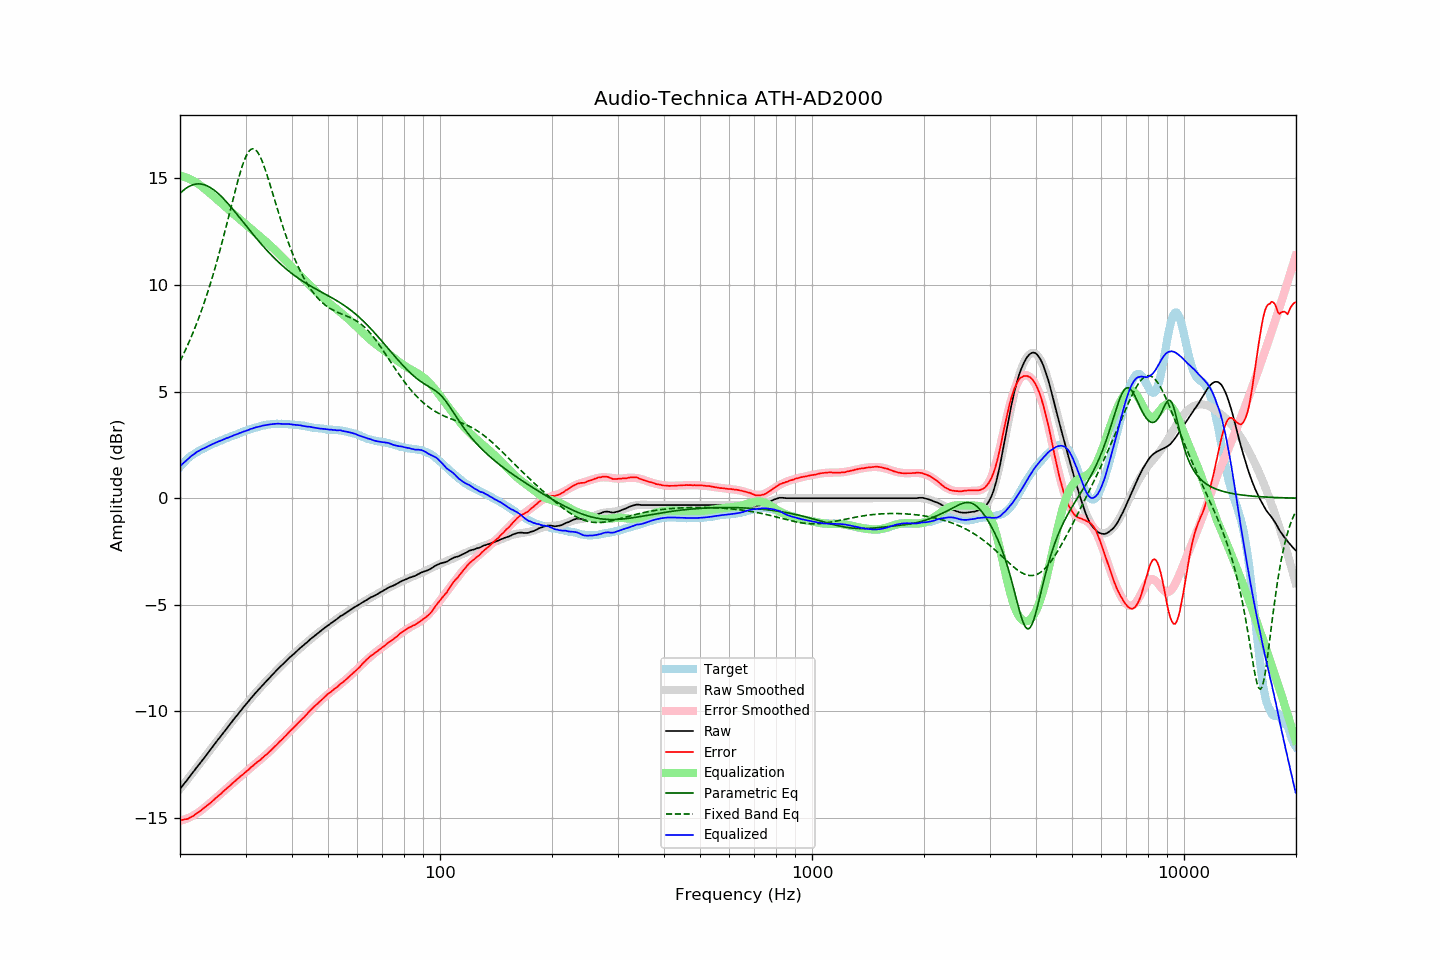 Audio-Technica ATH-AD2000
Amplitude (dBr)
15
10
5
0
−5
−10
−15
100
1000
10000
Frequency (Hz)
Target
Raw Smoothed
Error Smoothed
Raw
Error
Equalization
Parametric Eq
Fixed Band Eq
Equalized